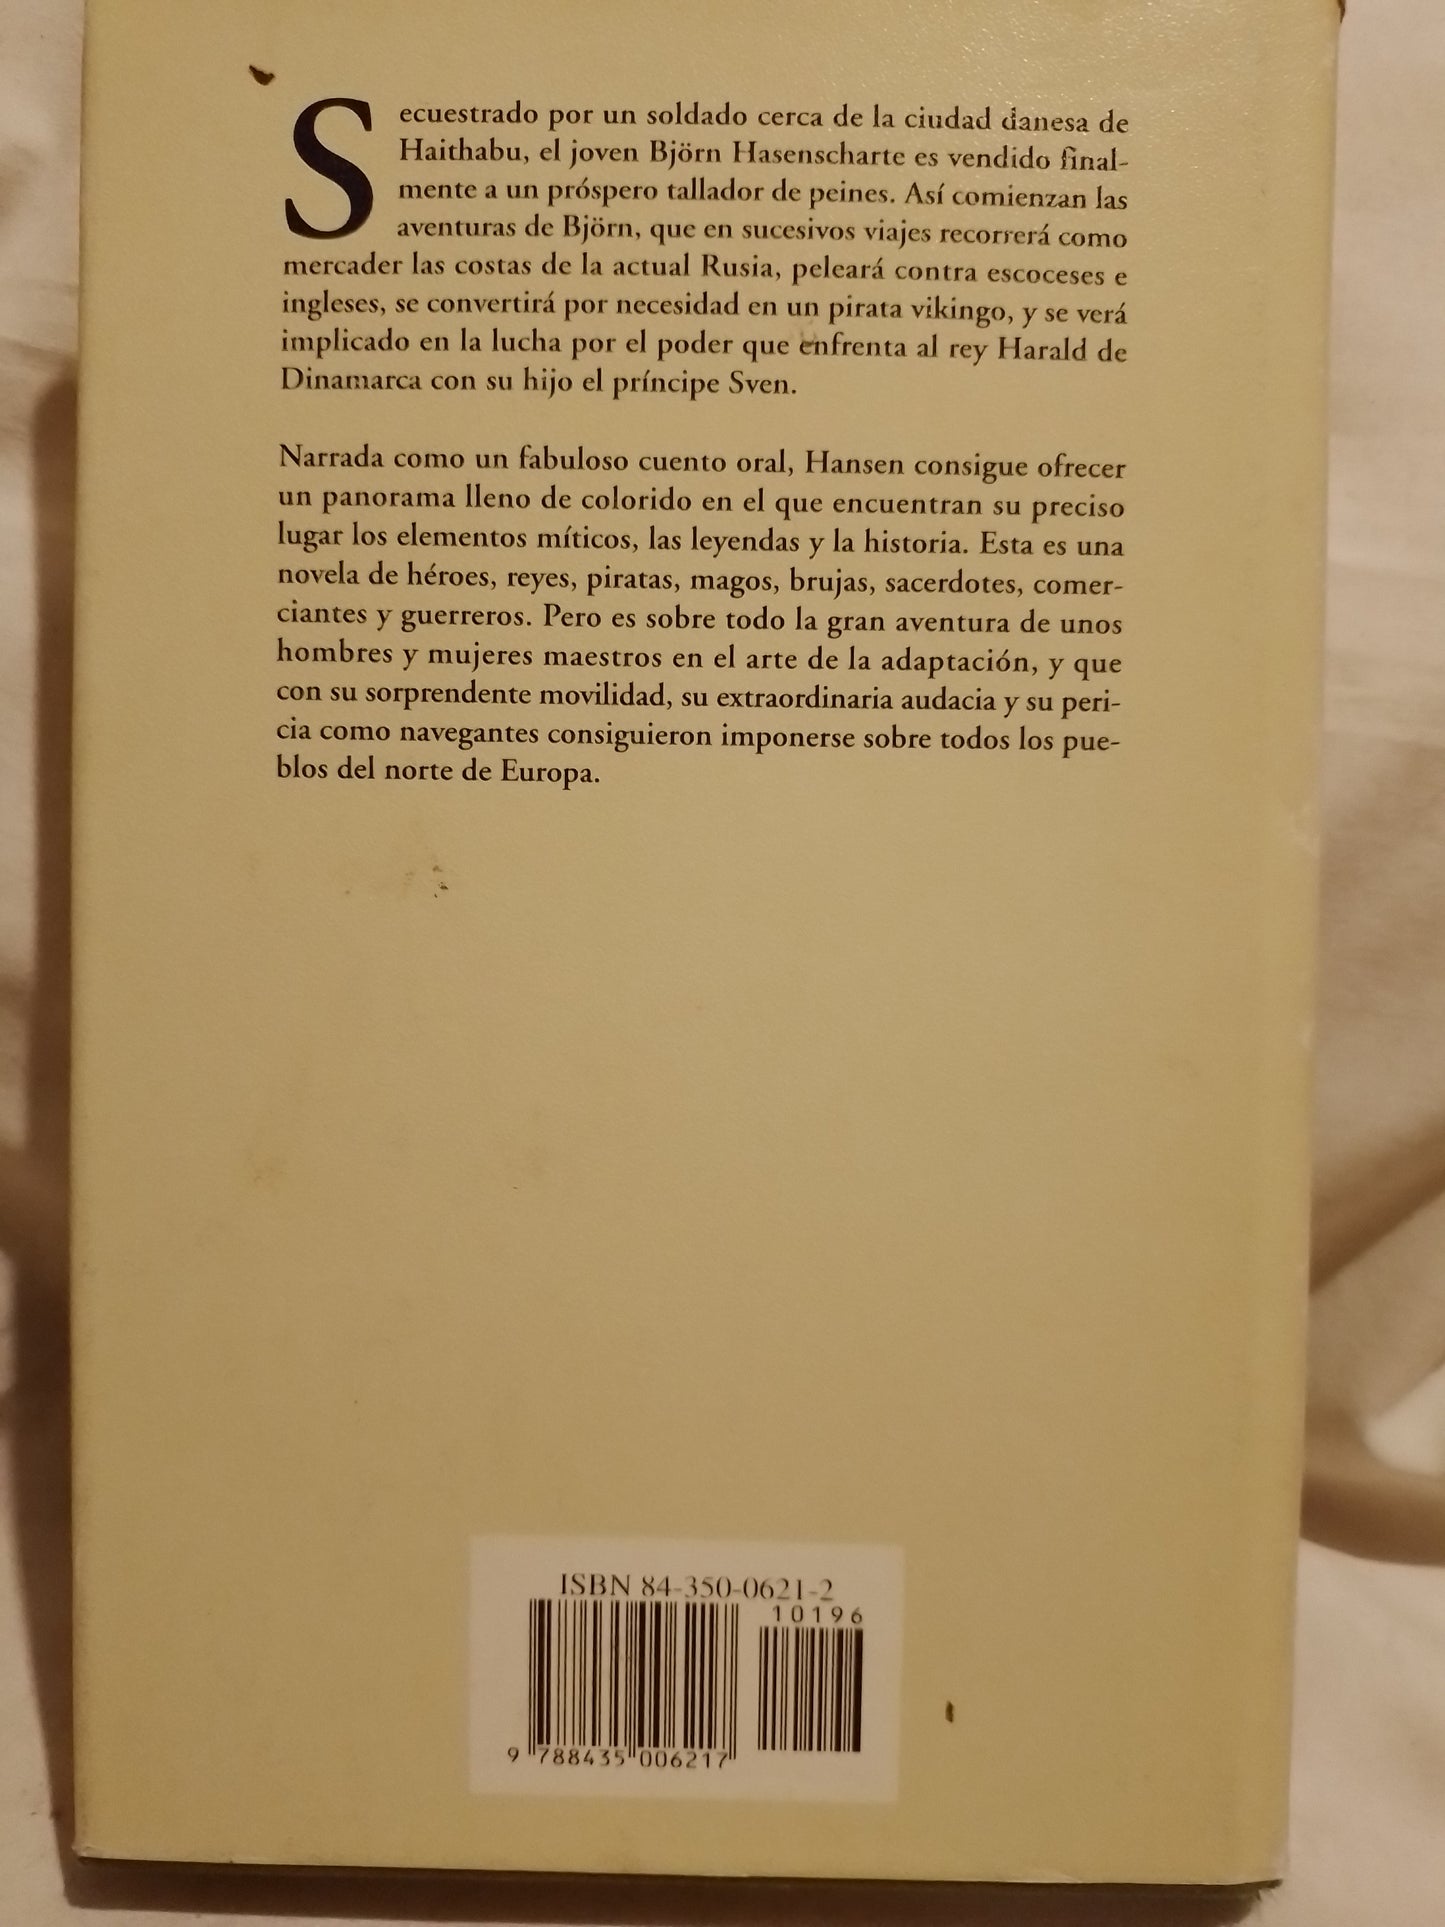 Secuestrado por un soldado cerca de la ciudad danesa de
Haithabu, el joven Björn Hasenscharte es vendido final-
mente a un próspero tallador de peines. Así comienzan las
aventuras de Björn, que en sucesivos viajes recorrerá como
mercader las costas de la actual Rusia, peleará contra escoceses e
ingleses, se convertirá por necesidad en un pirata vikingo, y se verá
implicado en la lucha por el poder que enfrenta al rey Harald de
Dinamarca con su hijo el príncipe Sven.
Narrada como un fabuloso cuento oral, Hansen consigue ofrecer
un panorama lleno de colorido en el que encuentran su preciso
lugar los elementos míticos, las leyendas y la historia. Esta es una
novela de héroes, reyes, piratas, magos, brujas, sacerdotes, comer-
ciantes y guerreros. Pero es sobre todo la gran aventura de unos
hombres y mujeres maestros en el arte de la adaptación, y que
con su sorprendente movilidad, su extraordinaria audacia y su peri-
cia como navegantes consiguieron imponerse sobre todos los pue-
blos del norte de Europa.
ISBN 84-350-0621-2
10196
9 788435 006217